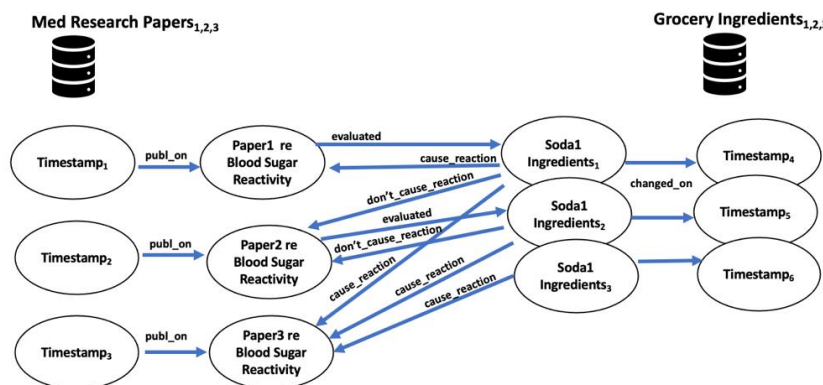 Med Research Papers1,2,3
Grocery Ingredients1,2,
Timestamp1
publ_on
Paper1 re
Blood Sugar
Reactivity
evaluated
cause_reaction
Soda1
Ingredients1
Timestamp4
changed_on
don't_cause_reaction
evaluated
don't_cause_reaction
Timestamp2
publ_on
Paper2 re
Blood Sugar
Reactivity
Soda1
Ingredients2
Timestamp5
cause_reaction
cause_reaction
cause_reaction
Soda1
Ingredients3
Timestamp6
Timestamp3
publ_on
Paper3 re
Blood Sugar
Reactivity